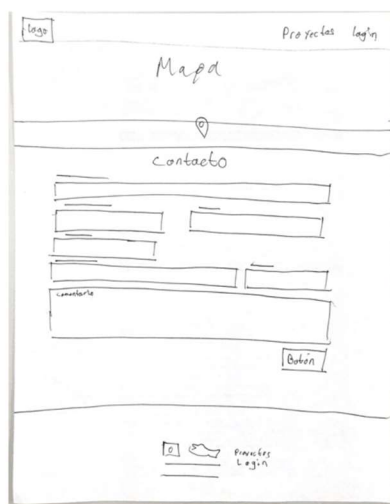 logo
Proyectos login
Mapa
Contacto
comentario
Botón
Proyectos
Login